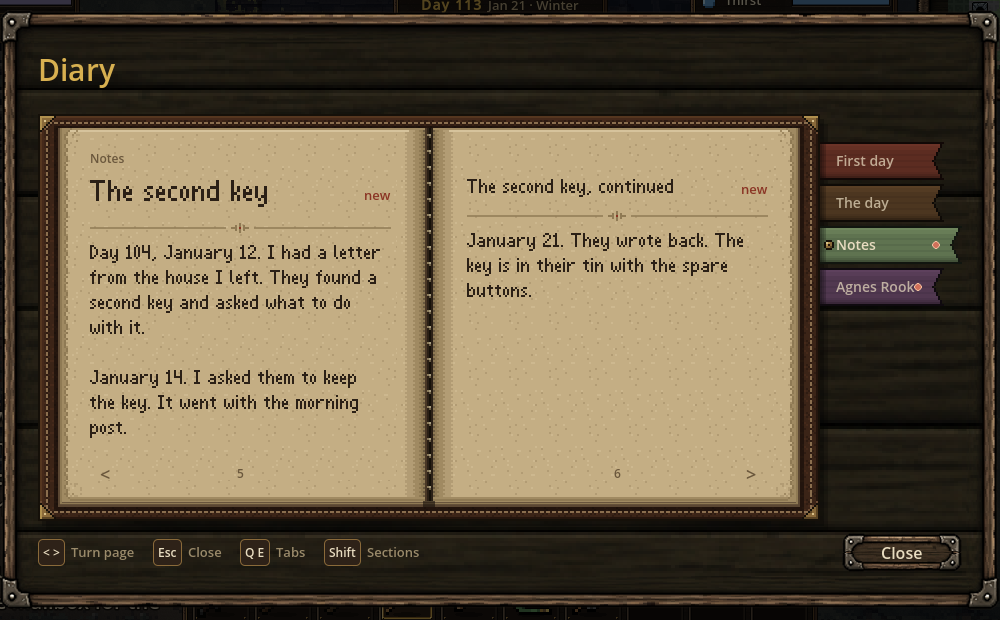 Day 113 Jan 21 · Winter
Thirst
Diary
Notes
The second key
new
Day 104, January 12. I had a letter
from the house I left. They found a
second key and asked what to do
with it.
January 14. I asked them to keep
the key. It went with the morning
post.
< 5
The second key, continued
new
January 21. They wrote back. The
key is in their tin with the spare
buttons.
6 >
First day
The day
Notes
Agnes Rook
< > Turn page Esc Close Q E Tabs Shift Sections
Close